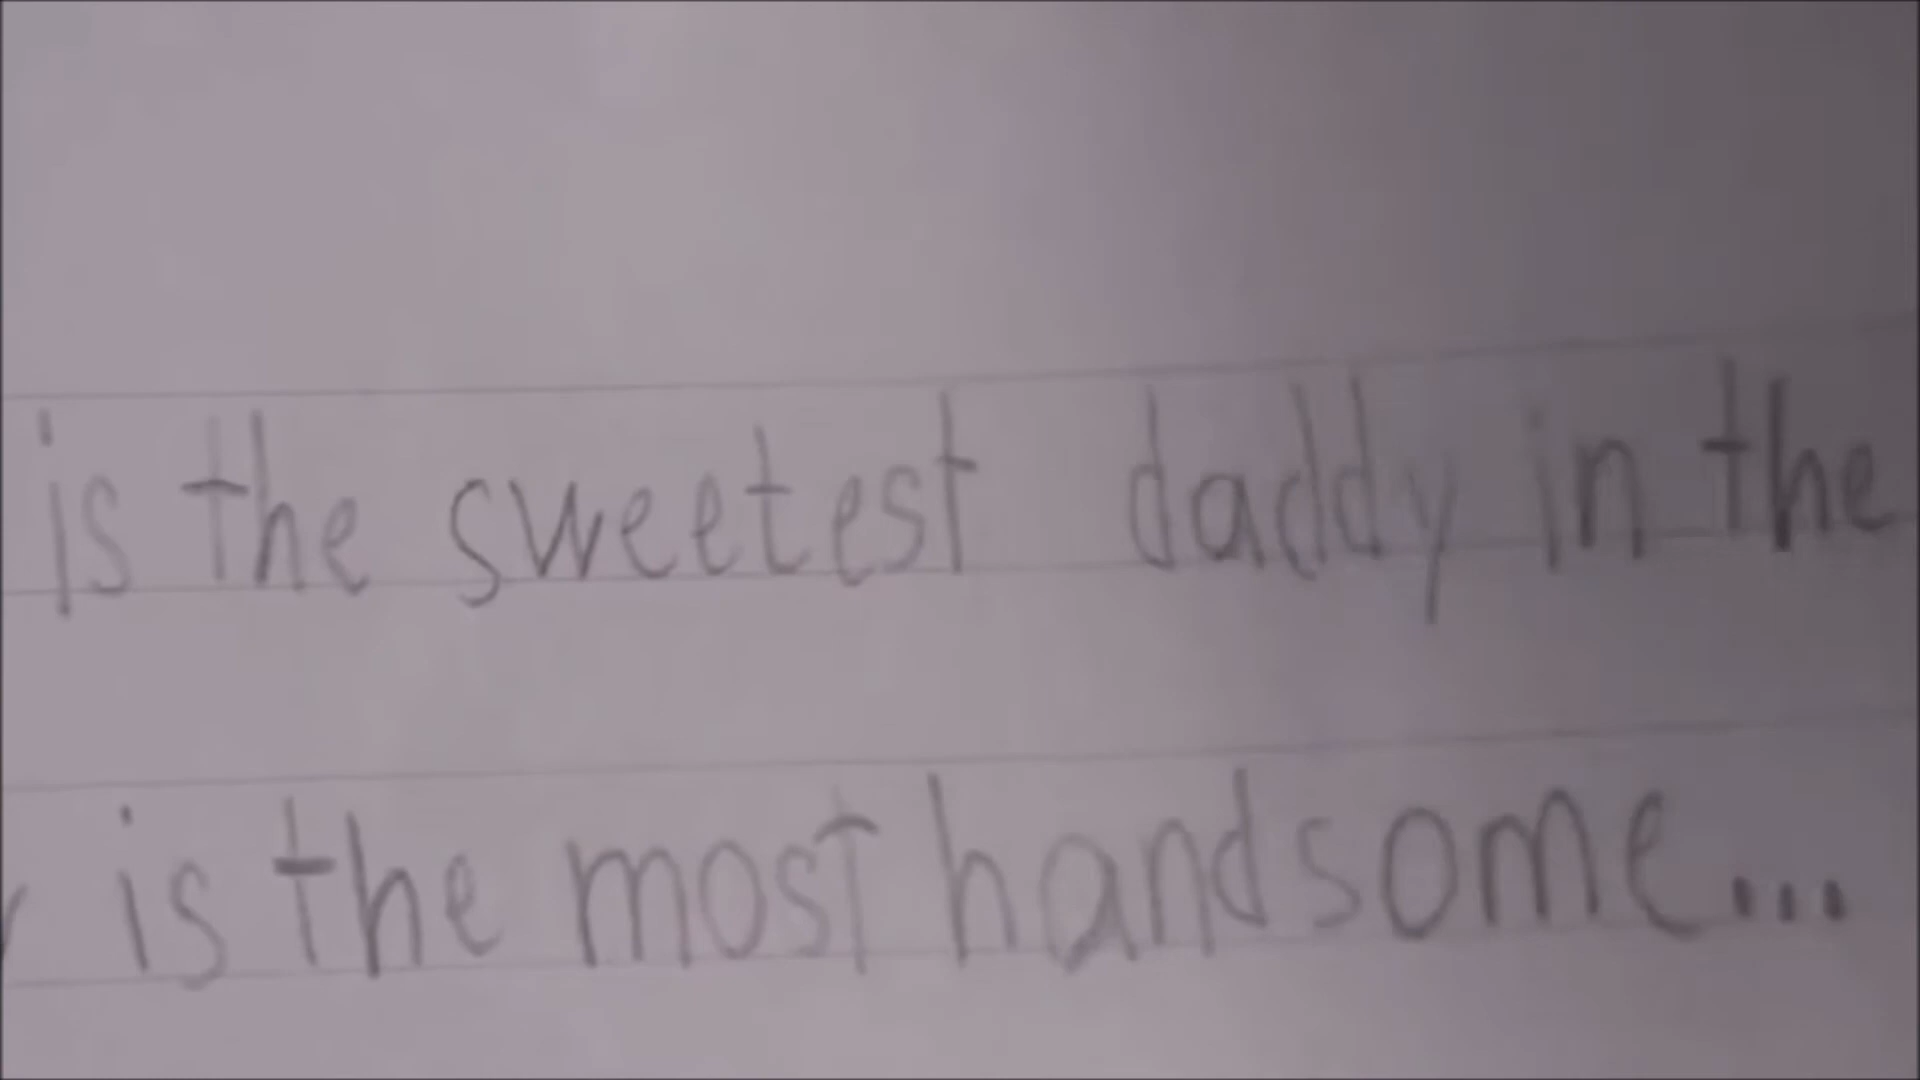 is the sweetest daddy in the
is the most handsome...